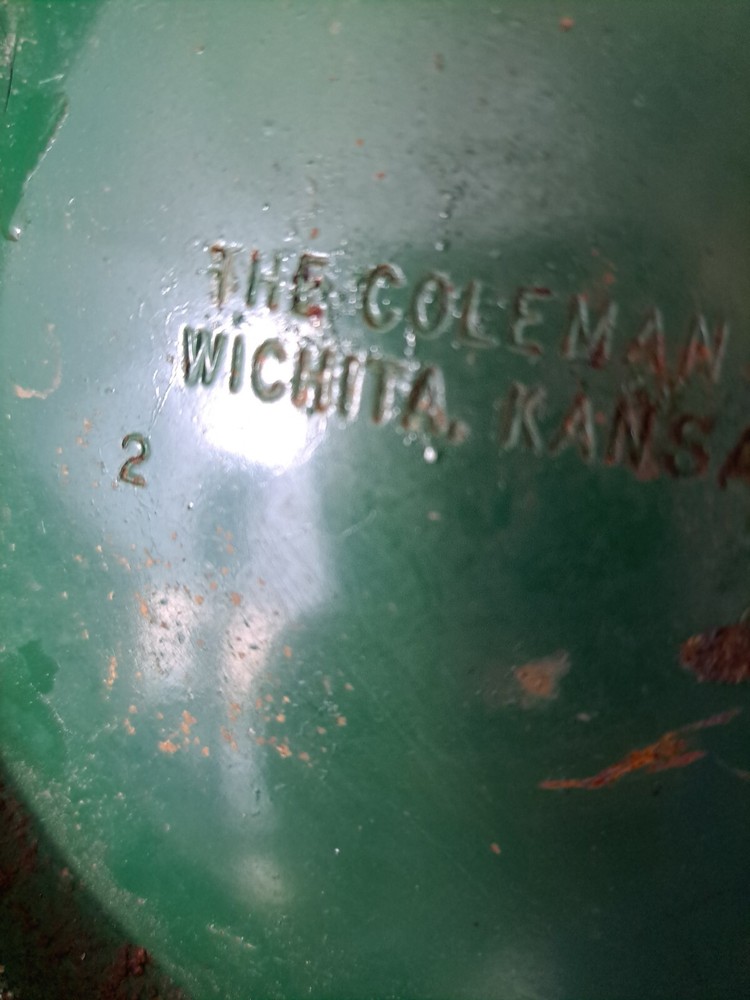 THE COLEMAN
WICHITA, KANSA
2